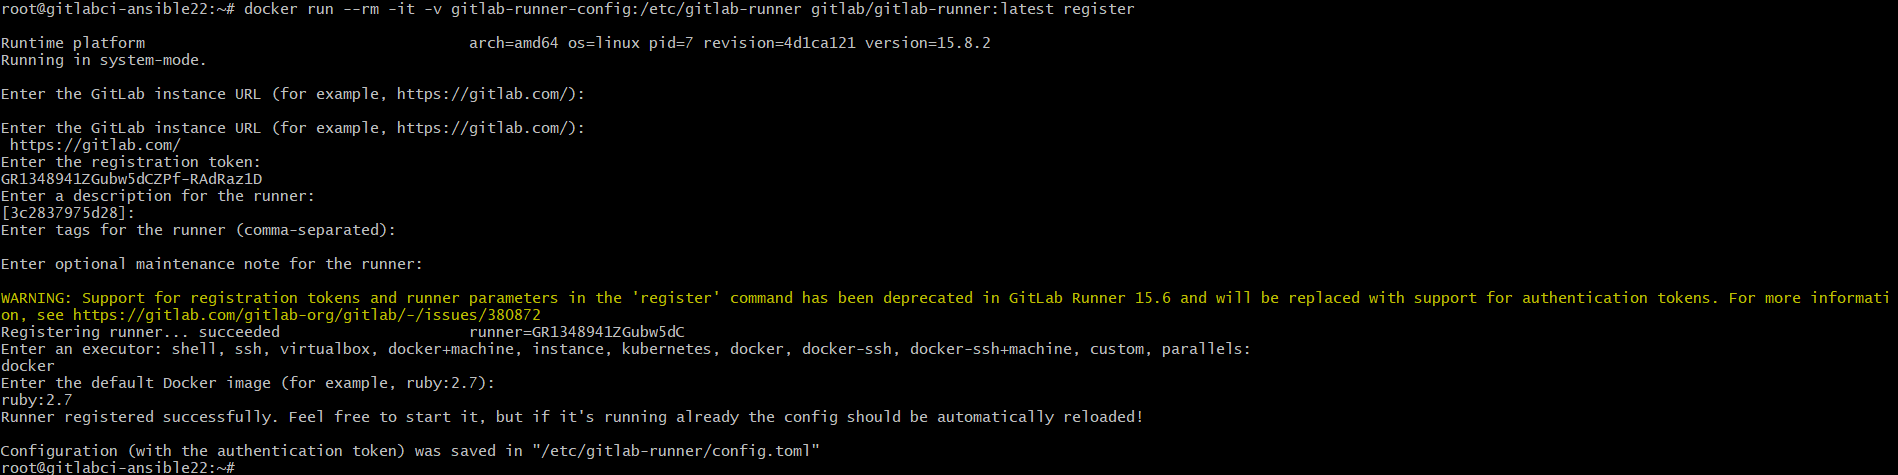 root@gitlabci-ansible22:~# docker run --rm -it -v gitlab-runner-config:/etc/gitlab-runner gitlab/gitlab-runner:latest register
Runtime platform                                    arch=amd64 os=linux pid=7 revision=4d1ca121 version=15.8.2
Running in system-mode.
Enter the GitLab instance URL (for example, https://gitlab.com/):
Enter the GitLab instance URL (for example, https://gitlab.com/):
 https://gitlab.com/
Enter the registration token:
GR1348941ZGubw5dCZPf-RAdRaz1D
Enter a description for the runner:
[3c2837975d28]:
Enter tags for the runner (comma-separated):
Enter optional maintenance note for the runner:
WARNING: Support for registration tokens and runner parameters in the 'register' command has been deprecated in GitLab Runner 15.6 and will be replaced with support for authentication tokens. For more informati
on, see https://gitlab.com/gitlab-org/gitlab/-/issues/380872
Registering runner... succeeded                     runner=GR1348941ZGubw5dC
Enter an executor: shell, ssh, virtualbox, docker+machine, instance, kubernetes, docker, docker-ssh, docker-ssh+machine, custom, parallels:
docker
Enter the default Docker image (for example, ruby:2.7):
ruby:2.7
Runner registered successfully. Feel free to start it, but if it's running already the config should be automatically reloaded!
Configuration (with the authentication token) was saved in "/etc/gitlab-runner/config.toml"
root@gitlabci-ansible22:~#